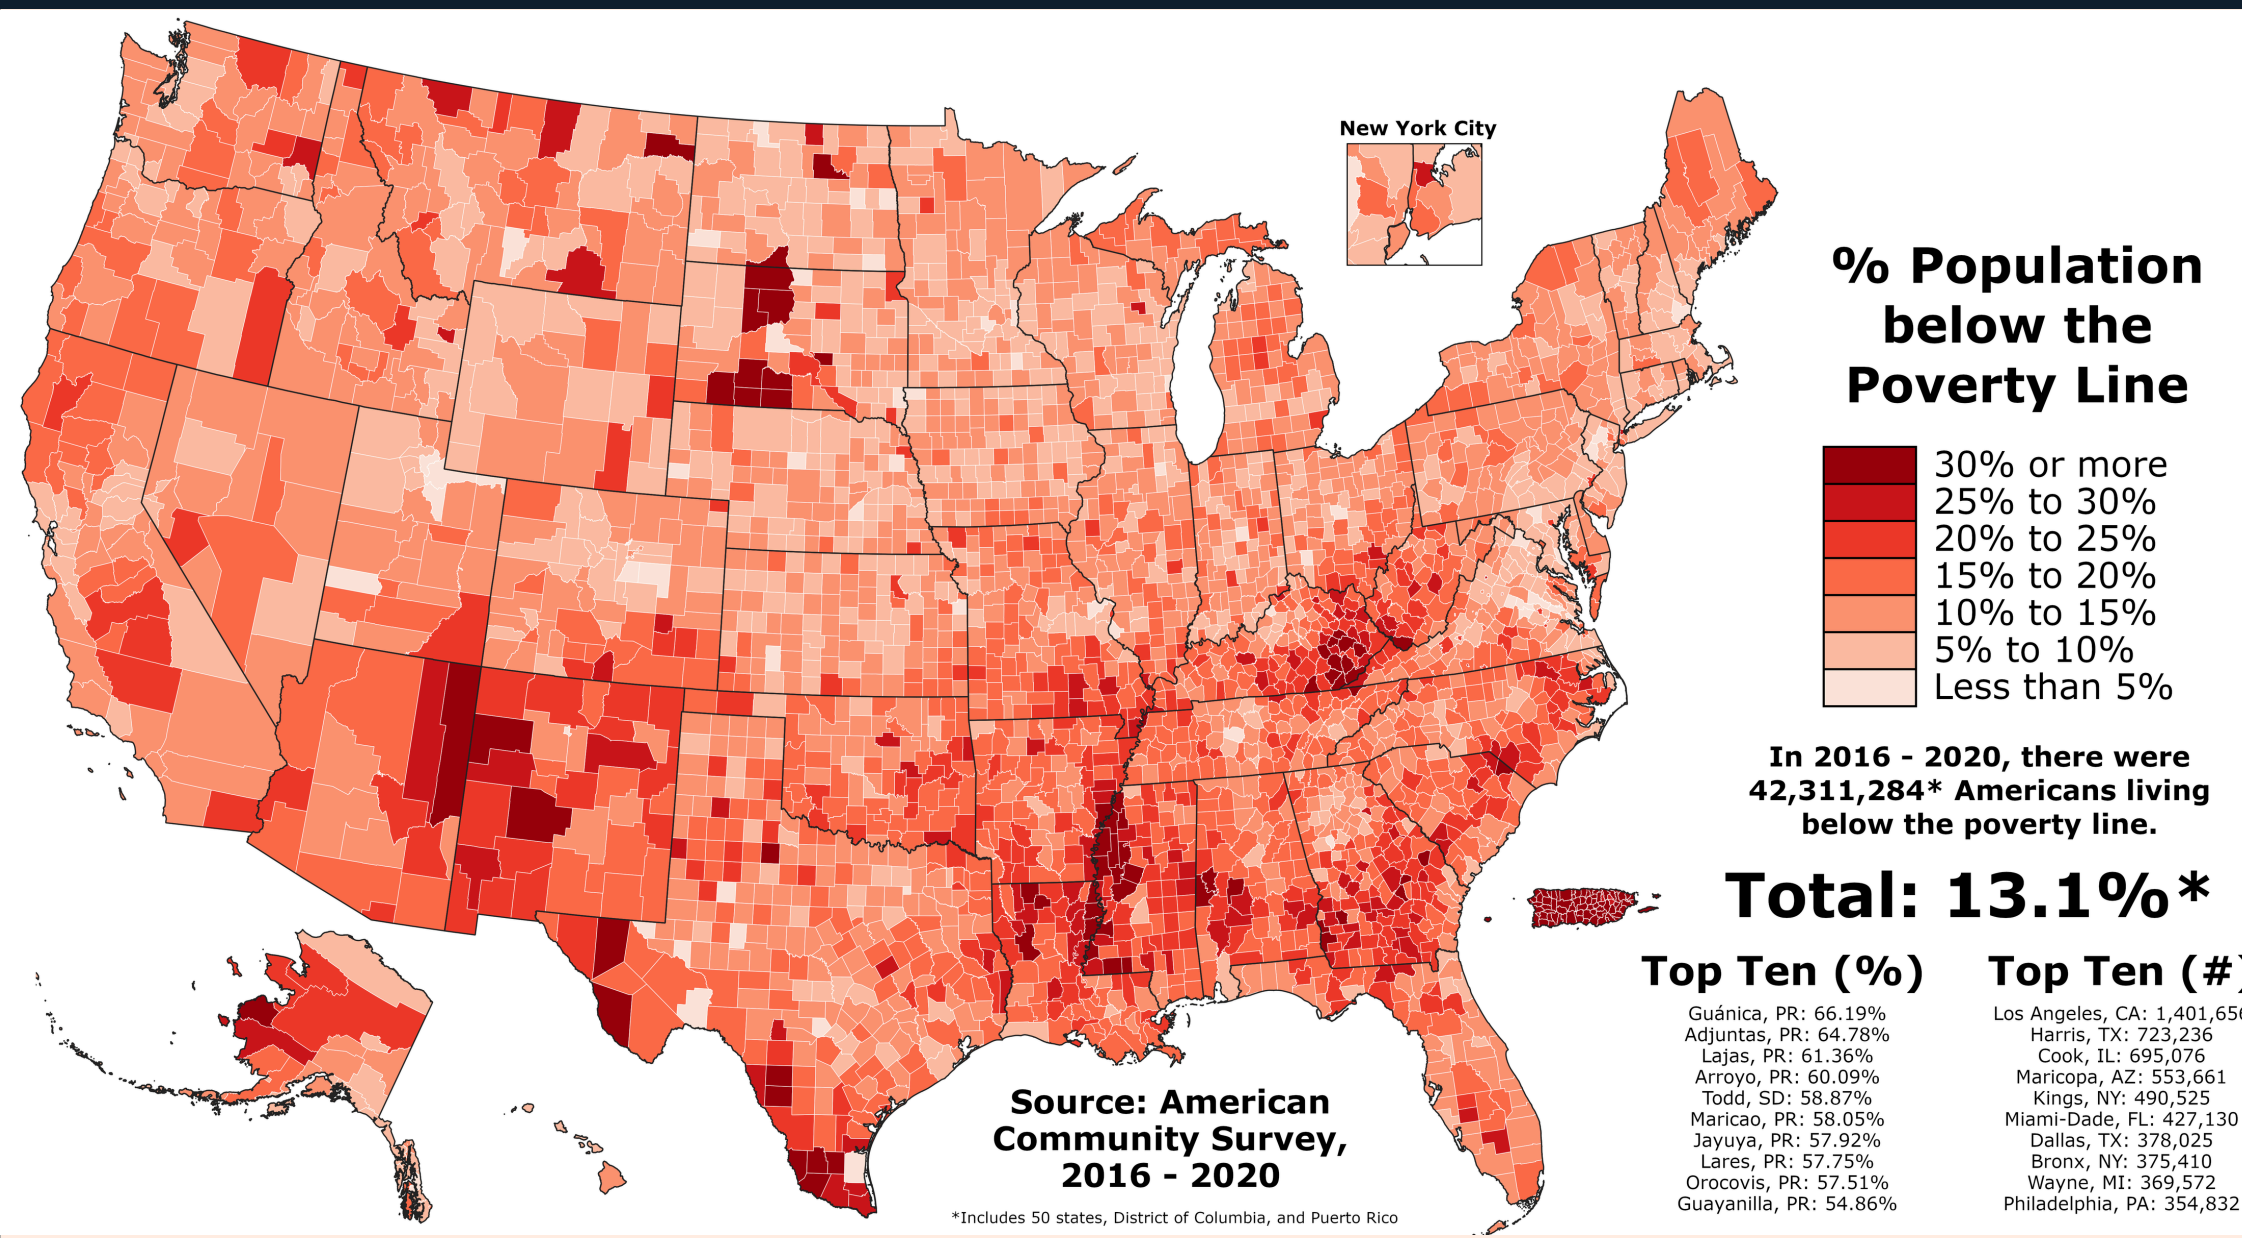 New York City
% Population
below the
Poverty Line
30% or more
25% to 30%
20% to 25%
15% to 20%
10% to 15%
5% to 10%
Less than 5%
In 2016 - 2020, there were
42,311,284* Americans living
below the poverty line.
Total: 13.1%*
Top Ten (%)
Guánica, PR: 66.19%
Adjuntas, PR: 64.78%
Lajas, PR: 61.36%
Arroyo, PR: 60.09%
Todd, SD: 58.87%
Maricao, PR: 58.05%
Jayuya, PR: 57.92%
Lares, PR: 57.75%
Orocovis, PR: 57.51%
Guayanilla, PR: 54.86%
Top Ten (#)
Los Angeles, CA: 1,401,656
Harris, TX: 723,236
Cook, IL: 695,076
Maricopa, AZ: 553,661
Kings, NY: 490,525
Miami-Dade, FL: 427,130
Dallas, TX: 378,025
Bronx, NY: 375,410
Wayne, MI: 369,572
Philadelphia, PA: 354,832
Source: American
Community Survey,
2016 - 2020
*Includes 50 states, District of Columbia, and Puerto Rico